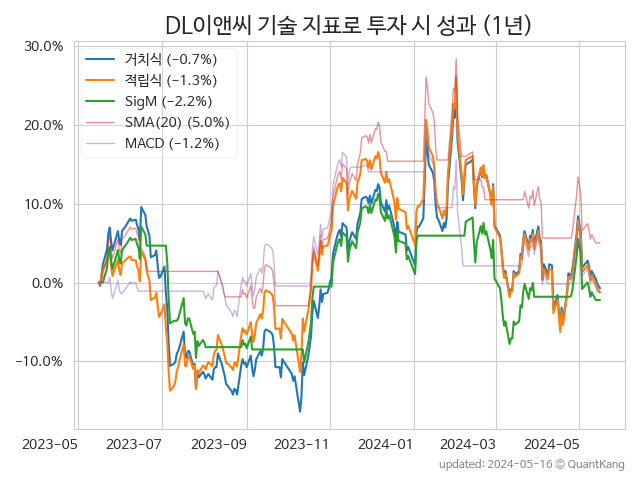 DL이앤씨 기술 지표로 투자 시 성과 (1년)
30.0%
20.0%
10.0%
0.0%
−10.0%
거치식 (−0.7%)
적립식 (−1.3%)
SigM (−2.2%)
SMA(20) (5.0%)
MACD (−1.2%)
2023−05 2023−07 2023−09 2023−11 2024−01 2024−03 2024−05
updated: 2024−05−16 © QuantKang